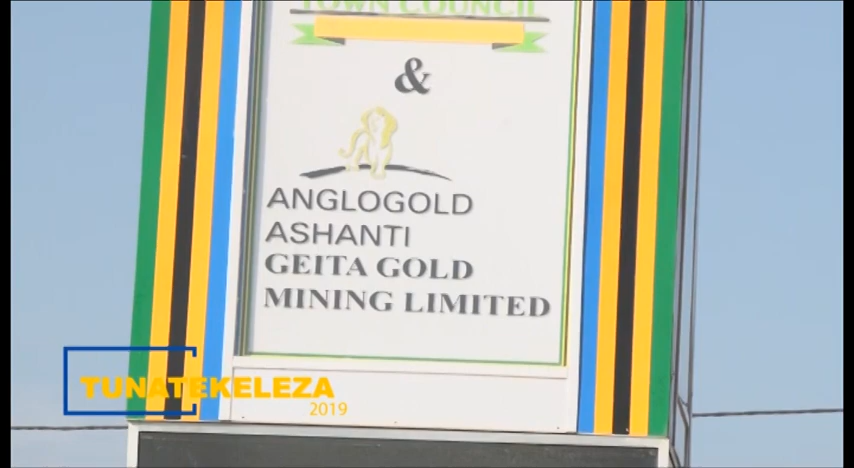 TOWN COUNCIL
&
ANGLOGOLD
ASHANTI
GEITA GOLD
MINING LIMITED
TUNATEKELEZA
2019